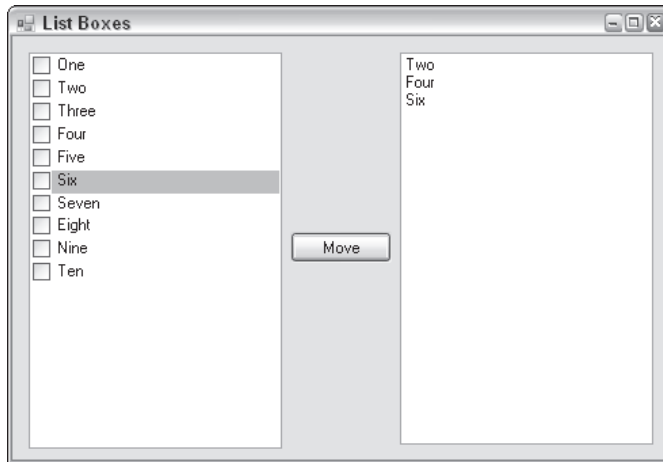 List Boxes
One
Two
Three
Four
Five
Six
Seven
Eight
Nine
Ten
Move
Two
Four
Six